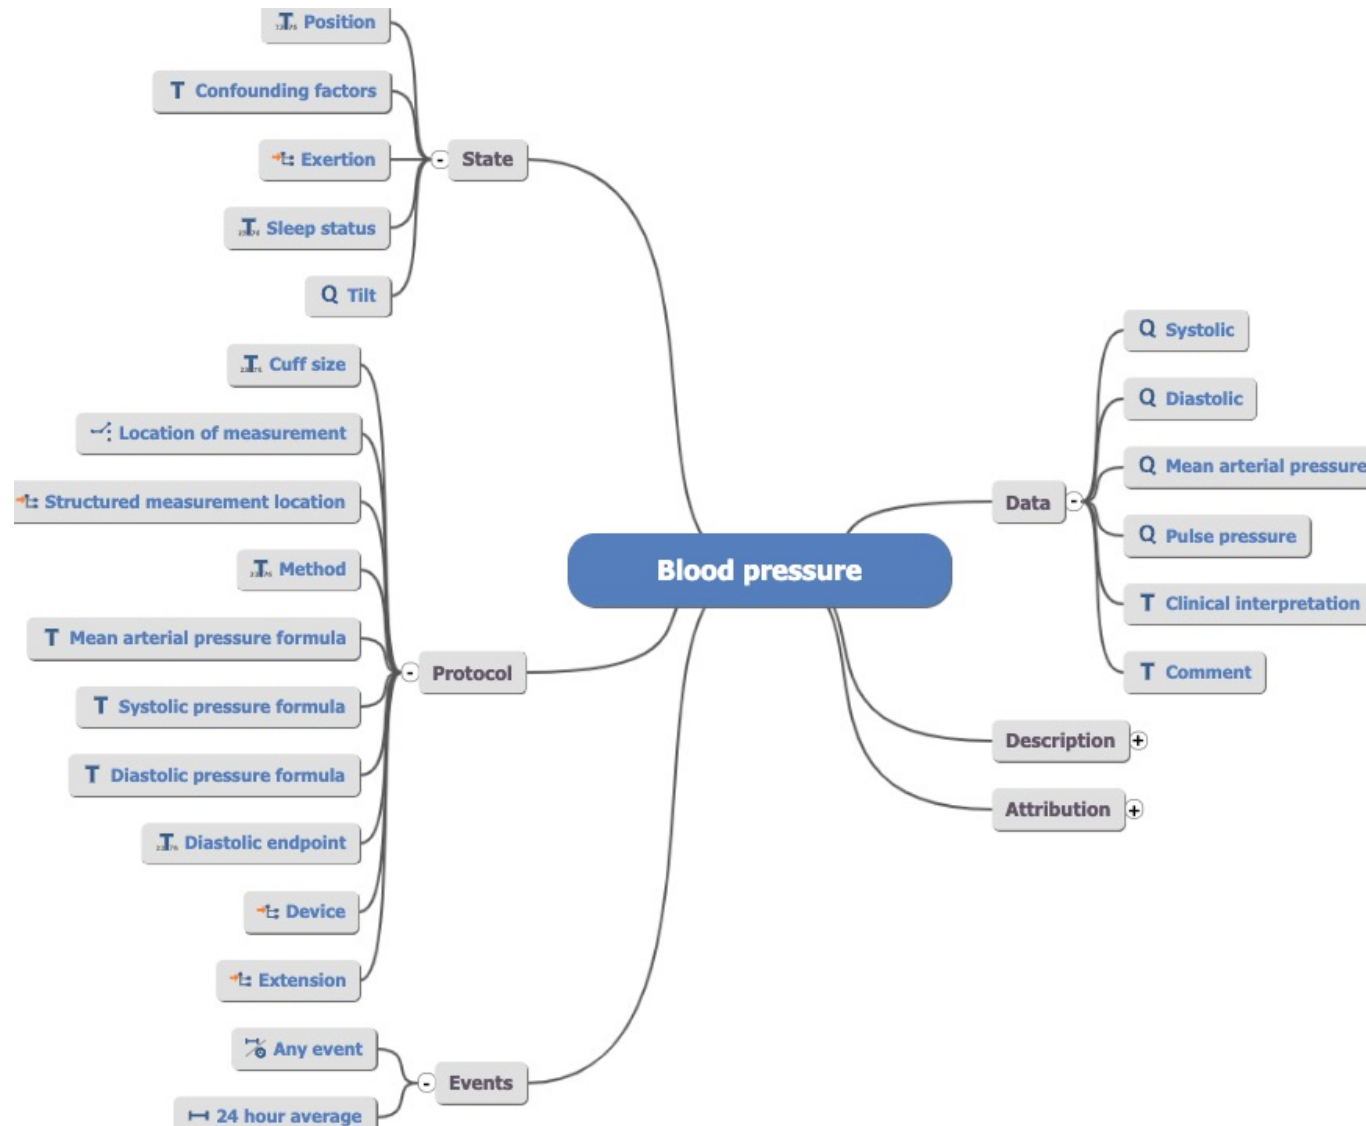 Position
Confounding factors
Exertion
State
Sleep status
Tilt
Cuff size
Location of measurement
Structured measurement location
Method
Mean arterial pressure formula
Protocol
Systolic pressure formula
Diastolic pressure formula
Diastolic endpoint
Device
Extension
Any event
Events
24 hour average
Blood pressure
Systolic
Diastolic
Mean arterial pressure
Data
Pulse pressure
Clinical interpretation
Comment
Description
Attribution